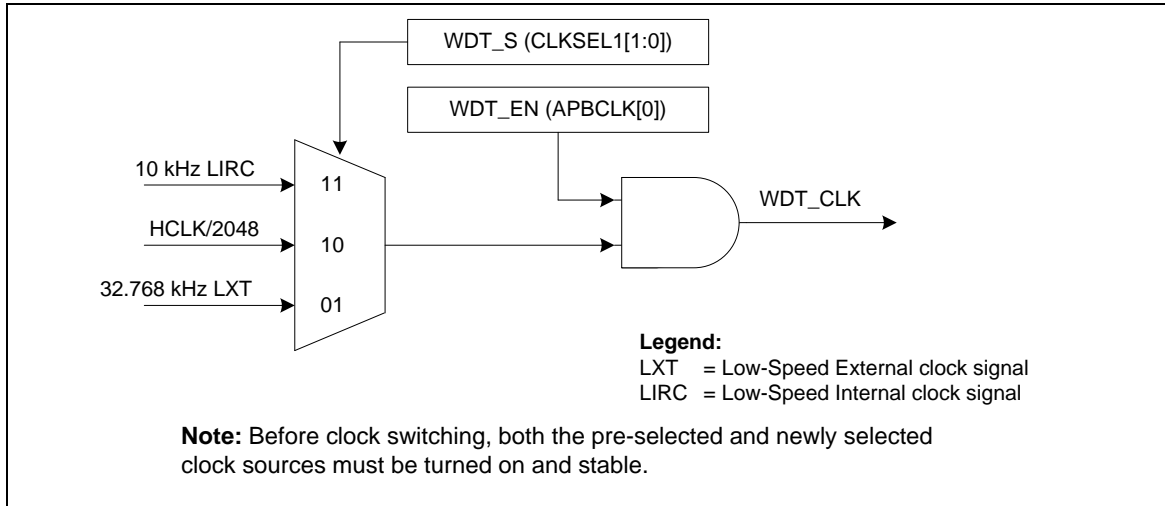 WDT_S (CLKSEL1[1:0])
WDT_EN (APBCLK[0])
10 kHz LIRC
11
HCLK/2048
10
32.768 kHz LXT
01
WDT_CLK
Legend:
LXT = Low-Speed External clock signal
LIRC = Low-Speed Internal clock signal
Note: Before clock switching, both the pre-selected and newly selected
clock sources must be turned on and stable.